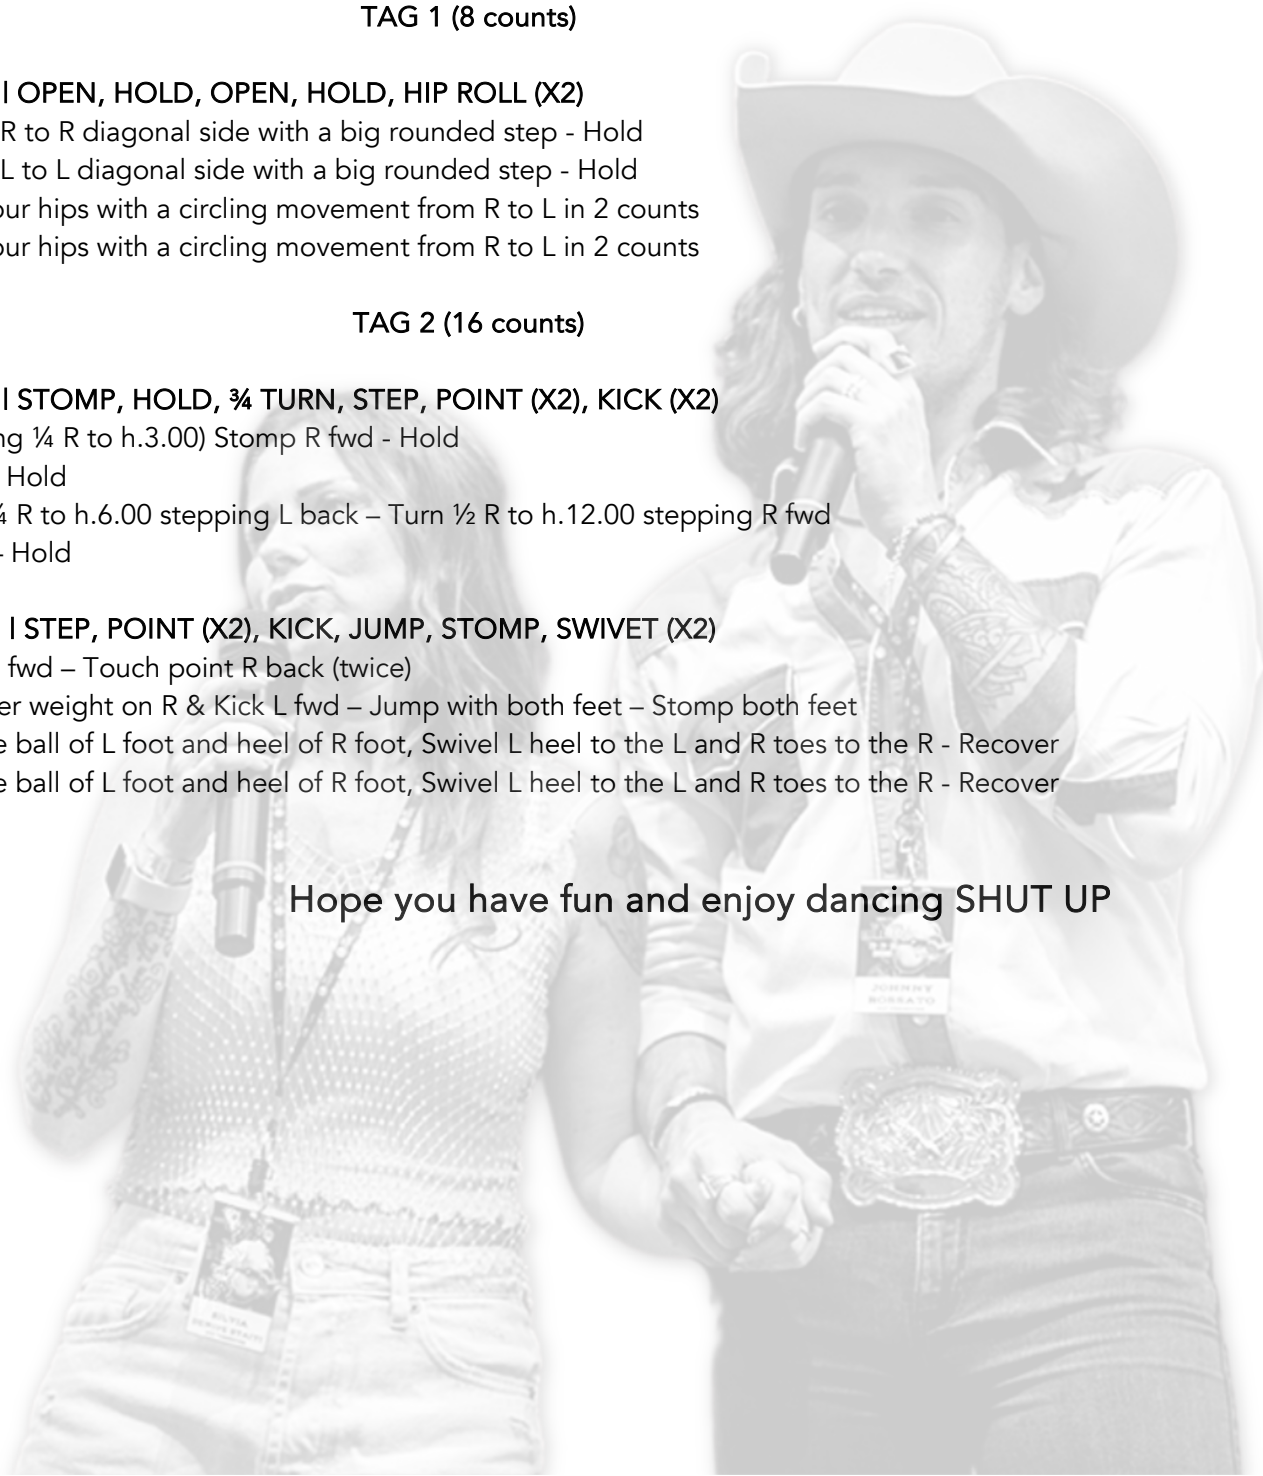 TAG 1 (8 counts)
| OPEN, HOLD, OPEN, HOLD, HIP ROLL (X2)
R to R diagonal side with a big rounded step - Hold
L to L diagonal side with a big rounded step - Hold
our hips with a circling movement from R to L in 2 counts
our hips with a circling movement from R to L in 2 counts
TAG 2 (16 counts)
| STOMP, HOLD, ¾ TURN, STEP, POINT (X2), KICK (X2)
ng ¼ R to h.3.00) Stomp R fwd - Hold
Hold
¼ R to h.6.00 stepping L back – Turn ½ R to h.12.00 stepping R fwd
- Hold
| STEP, POINT (X2), KICK, JUMP, STOMP, SWIVET (X2)
fwd – Touch point R back (twice)
er weight on R & Kick L fwd – Jump with both feet – Stomp both feet
e ball of L foot and heel of R foot, Swivel L heel to the L and R toes to the R - Recover
e ball of L foot and heel of R foot, Swivel L heel to the L and R toes to the R - Recover
Hope you have fun and enjoy dancing SHUT UP
JOHNNY
SILVIA